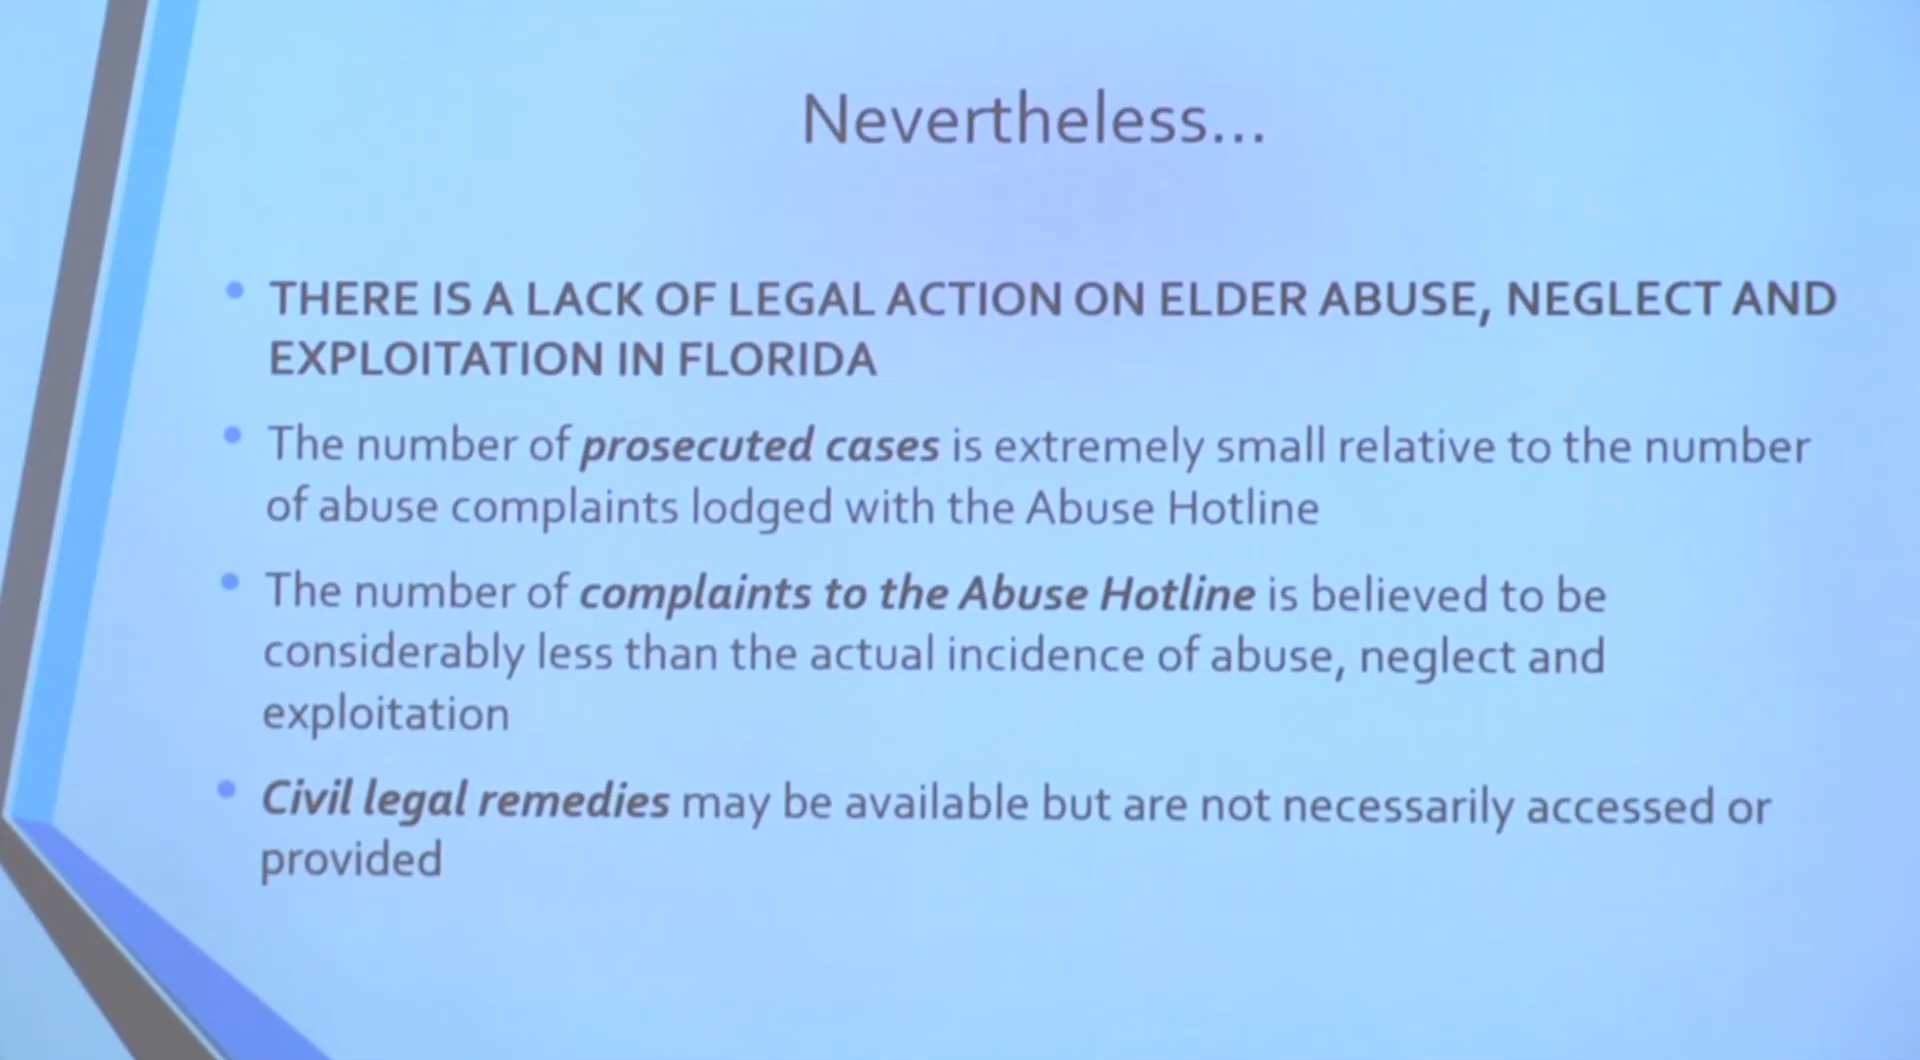 Nevertheless...
• THERE IS A LACK OF LEGAL ACTION ON ELDER ABUSE, NEGLECT AND
EXPLOITATION IN FLORIDA
• The number of prosecuted cases is extremely small relative to the number
of abuse complaints lodged with the Abuse Hotline
• The number of complaints to the Abuse Hotline is believed to be
considerably less than the actual incidence of abuse, neglect and
exploitation
• Civil legal remedies may be available but are not necessarily accessed or
provided